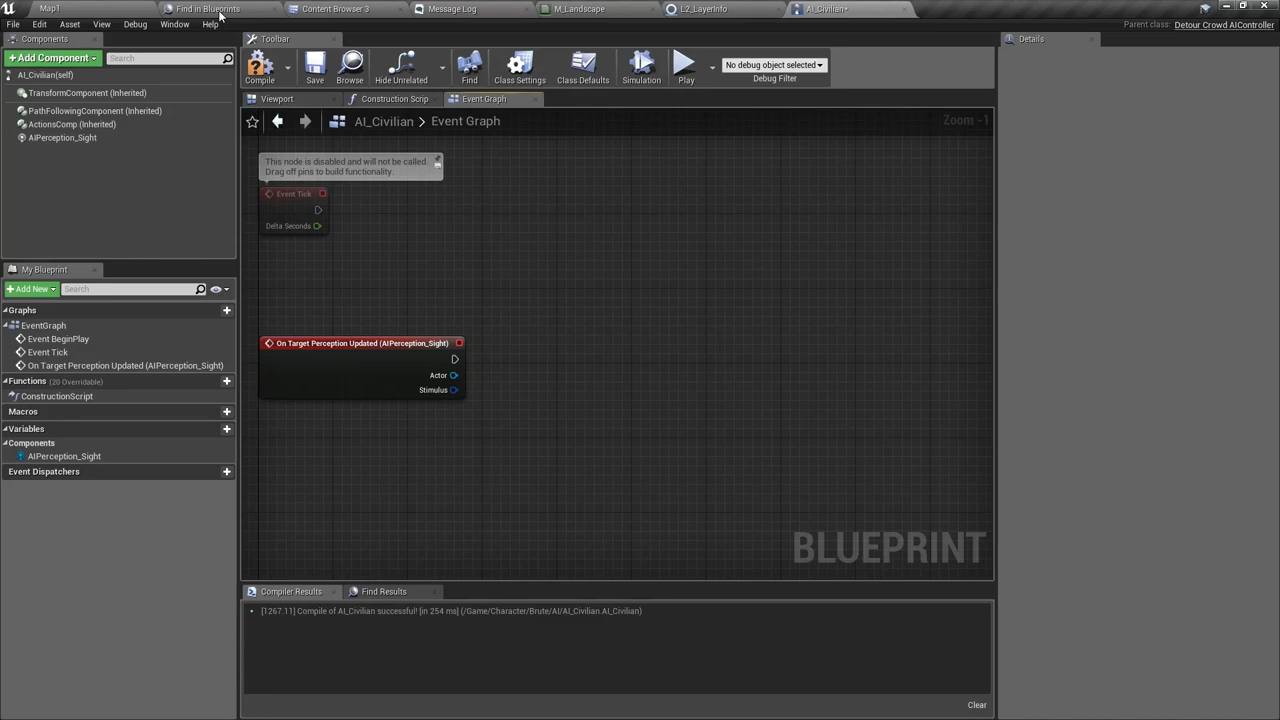 Map1
Find in Blueprints
Content Browser 3
Message Log
M_Landscape
L2_LayerInfo
AI_Civilian*
File Edit Asset View Debug Window Help
Parent class: Detour Crowd AIController
Components
Toolbar
Details
+Add Component
Search
AI_Civilian(self)
TransformComponent (Inherited)
PathFollowingComponent (Inherited)
ActionsComp (Inherited)
AIPerception_Sight
Compile
Save
Browse
Hide Unrelated
Find
Class Settings
Class Defaults
Simulation
Play
No debug object selected
Debug Filter
Viewport
Construction Scrip
Event Graph
AI_Civilian > Event Graph
Zoom -1
This node is disabled and will not be called.
Drag off pins to build functionality.
Event Tick
Delta Seconds
On Target Perception Updated (AIPerception_Sight)
Actor
Stimulus
BLUEPRINT
My Blueprint
+Add New
Search
Graphs
EventGraph
Event BeginPlay
Event Tick
On Target Perception Updated (AIPerception_Sight)
Functions (20 Overridable)
ConstructionScript
Macros
Variables
Components
AIPerception_Sight
Event Dispatchers
Compiler Results
Find Results
[1267.11] Compile of AI_Civilian successful! [in 254 ms] (/Game/Character/Brute/AI/AI_Civilian.AI_Civilian)
Clear